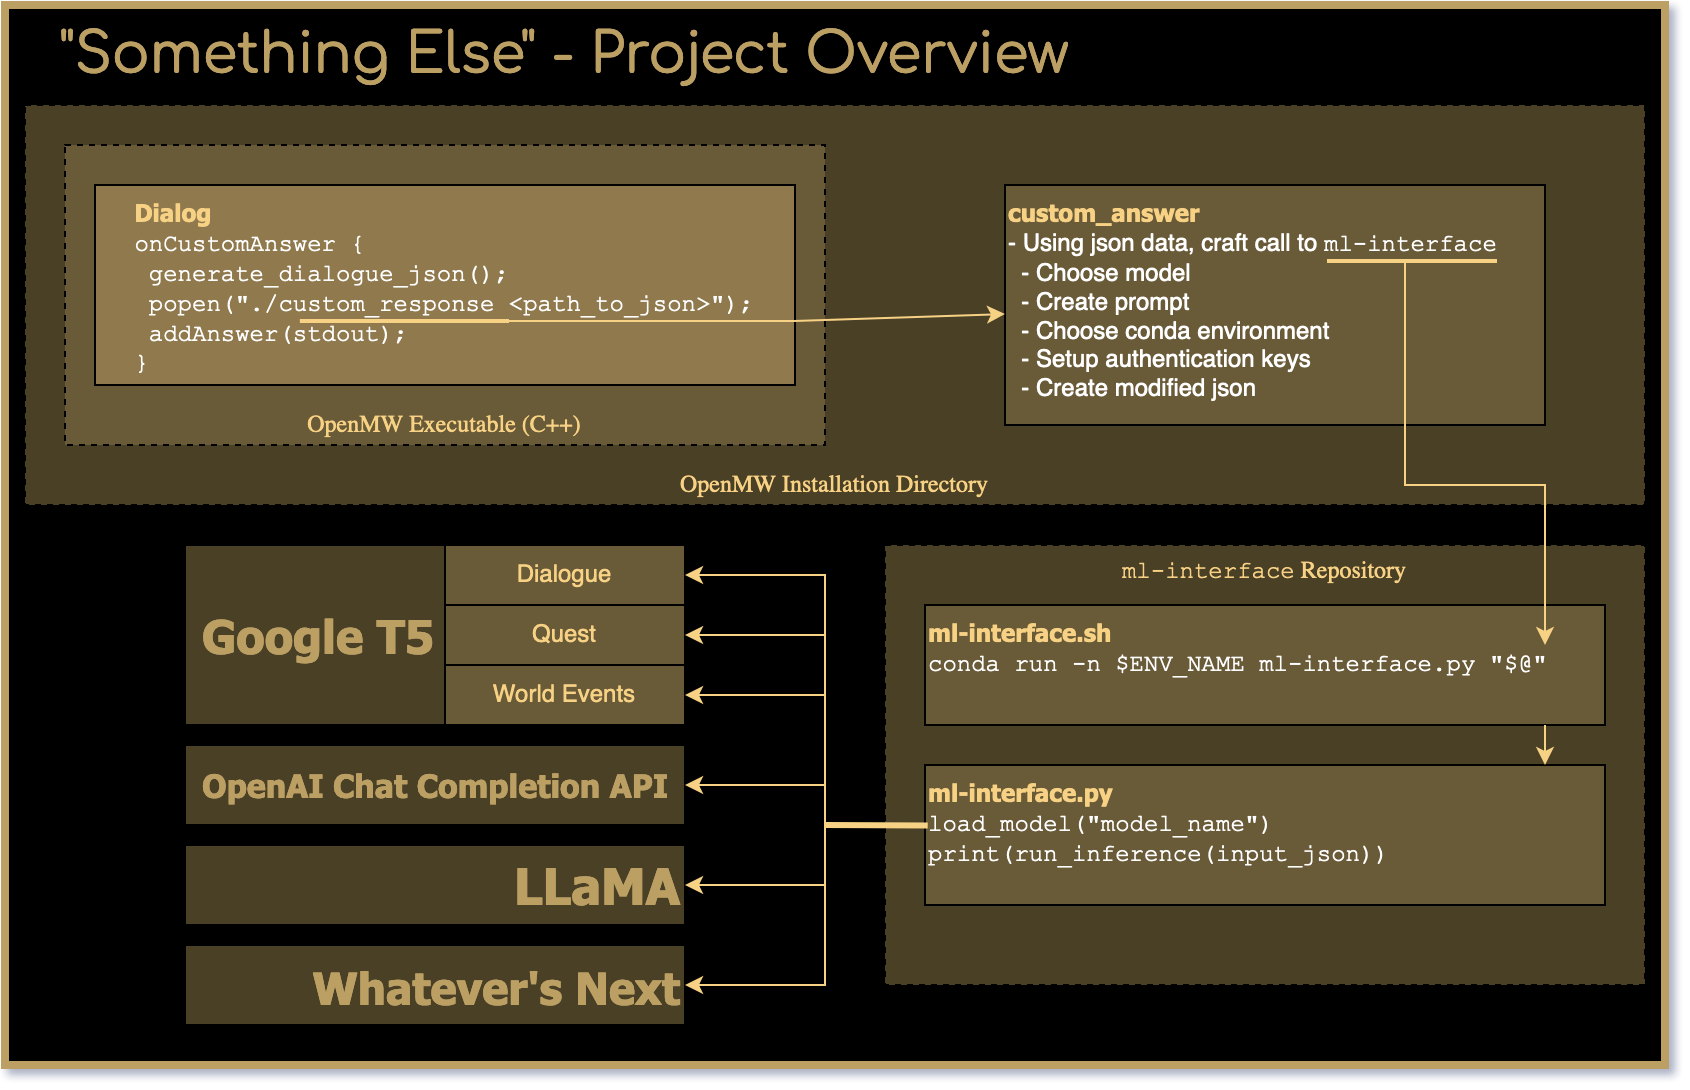 "Something Else" - Project Overview
Dialog
onCustomAnswer {
generate_dialogue_json();
popen("./custom_response <path_to_json>");
addAnswer(stdout);
}
OpenMW Executable (C++)
custom_answer
- Using json data, craft call to ml-interface
- Choose model
- Create prompt
- Choose conda environment
- Setup authentication keys
- Create modified json
OpenMW Installation Directory
Google T5
Dialogue
Quest
World Events
OpenAI Chat Completion API
LLaMA
Whatever's Next
ml-interface Repository
ml-interface.sh
conda run -n $ENV_NAME ml-interface.py "$@"
ml-interface.py
load_model("model_name")
print(run_inference(input_json))